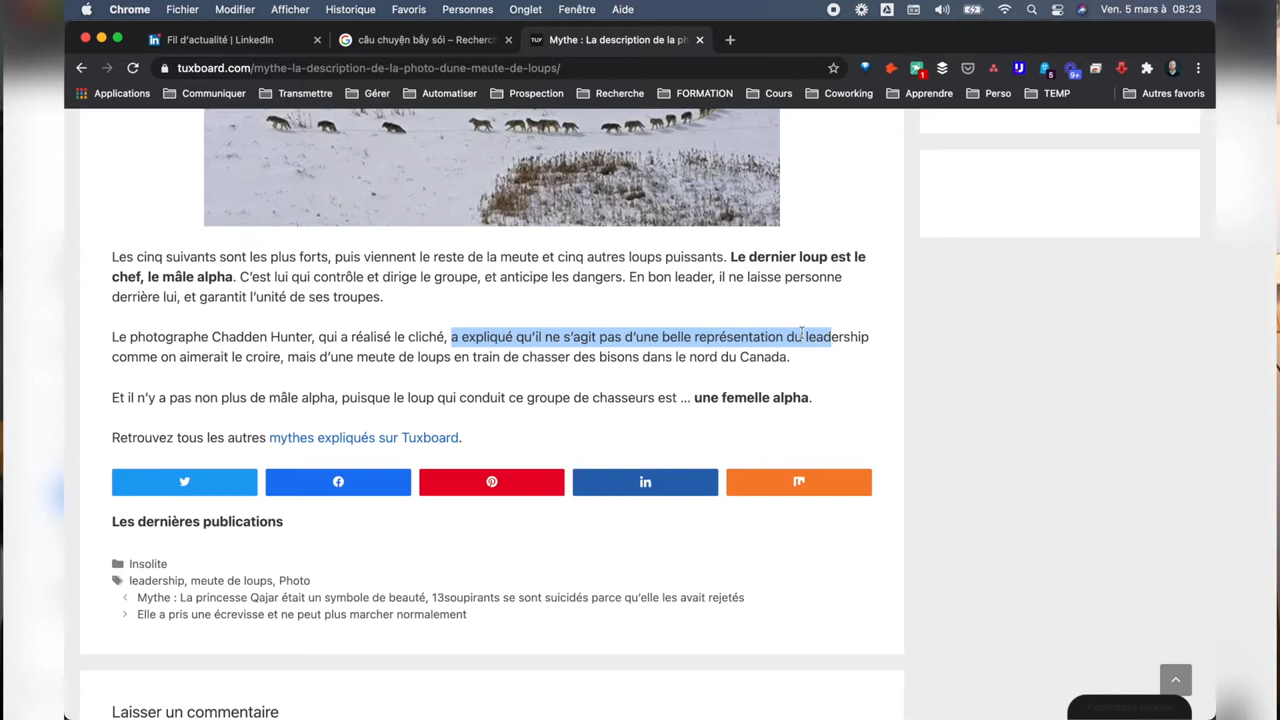 Chrome Fichier Modifier Afficher Historique Favoris Personnes Onglet Fenêtre Aide Ven. 5 mars à 08:23
Fil d'actualité | LinkedIn câu chuyện bầy sói – Recherc Mythe : La description de la ph
tuxboard.com/mythe-la-description-de-la-photo-dune-meute-de-loups/
1 5 9+
Applications Communiquer Transmettre Gérer Automatiser Prospection Recherche FORMATION Cours Coworking Apprendre Perso TEMP Autres favoris
Les cinq suivants sont les plus forts, puis viennent le reste de la meute et cinq autres loups puissants. Le dernier loup est le
chef, le mâle alpha. C'est lui qui contrôle et dirige le groupe, et anticipe les dangers. En bon leader, il ne laisse personne
derrière lui, et garantit l'unité de ses troupes.
Le photographe Chadden Hunter, qui a réalisé le cliché, a expliqué qu'il ne s'agit pas d'une belle représentation du leadership
comme on aimerait le croire, mais d'une meute de loups en train de chasser des bisons dans le nord du Canada.
Et il n'y a pas non plus de mâle alpha, puisque le loup qui conduit ce groupe de chasseurs est ... une femelle alpha.
Retrouvez tous les autres mythes expliqués sur Tuxboard.
Les dernières publications
Insolite
leadership, meute de loups, Photo
Mythe : La princesse Qajar était un symbole de beauté, 13soupirants se sont suicidés parce qu'elle les avait rejetés
Elle a pris une écrevisse et ne peut plus marcher normalement
Laisser un commentaire